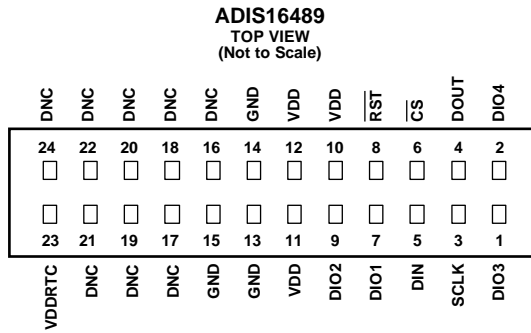 ADIS16489
TOP VIEW
(Not to Scale)
DNC DNC DNC DNC DNC GND VDD VDD RST CS DOUT DIO4
24 22 20 18 16 14 12 10 8 6 4 2
23 21 19 17 15 13 11 9 7 5 3 1
VDDRTC DNC DNC DNC GND GND VDD DIO2 DIO1 DIN SCLK DIO3